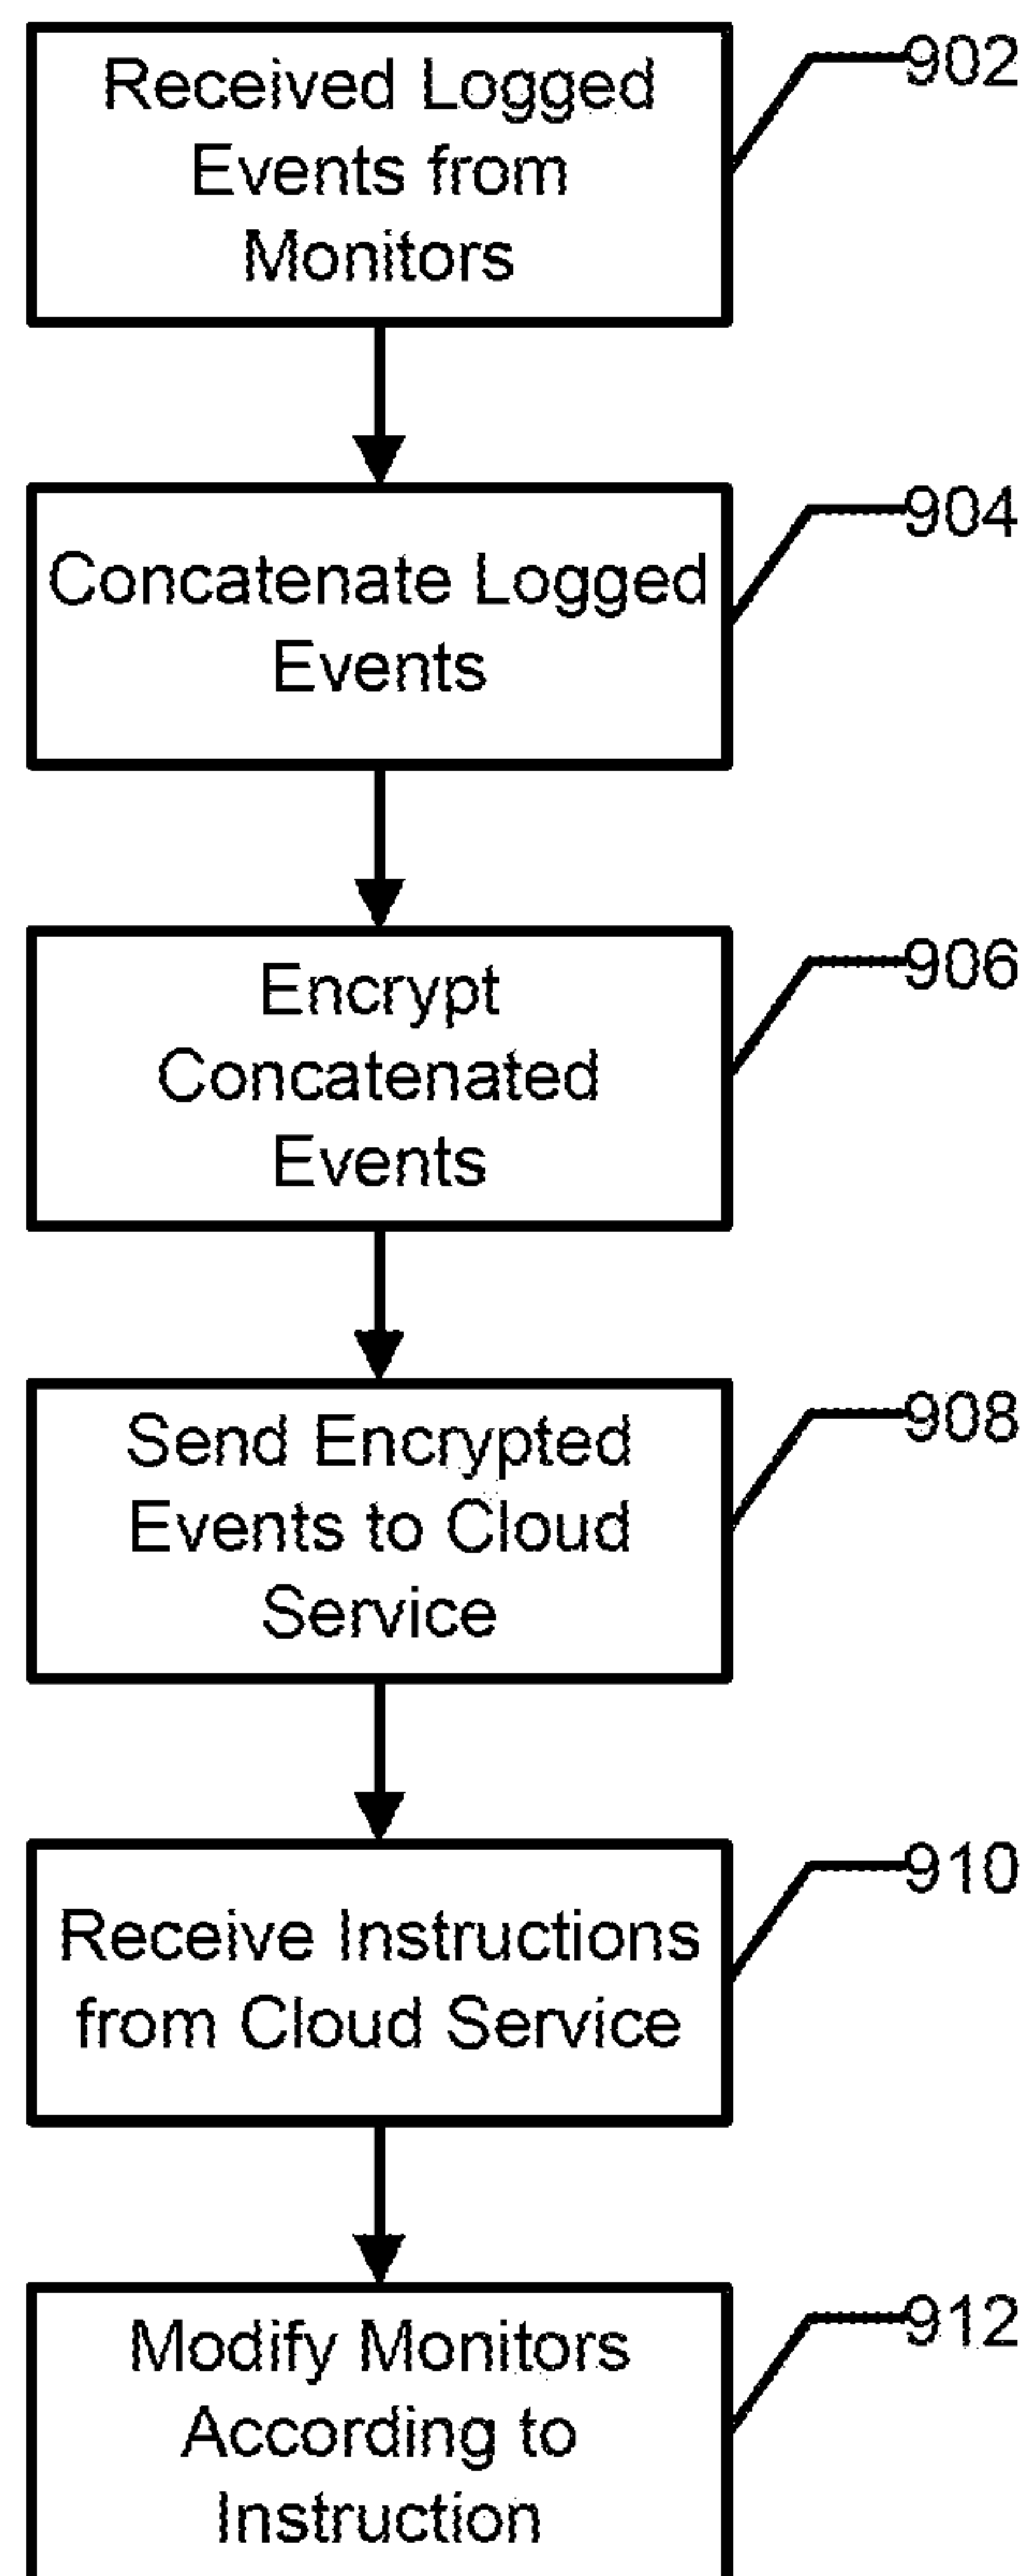 Received Logged
Events from
Monitors
902
Concatenate Logged
Events
904
Encrypt
Concatenated
Events
906
Send Encrypted
Events to Cloud
Service
908
Receive Instructions
from Cloud Service
910
Modify Monitors
According to
Instruction
912